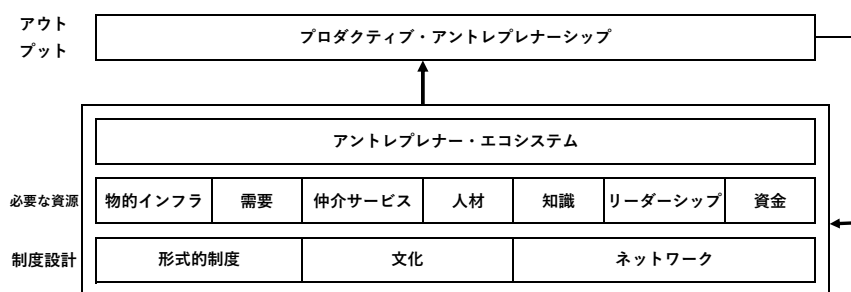 アウト
プット
プロダクティブ・アントレプレナーシップ
アントレプレナー・エコシステム
必要な資源
物的インフラ
需要
仲介サービス
人材
知識
リーダーシップ
資金
制度設計
形式的制度
文化
ネットワーク